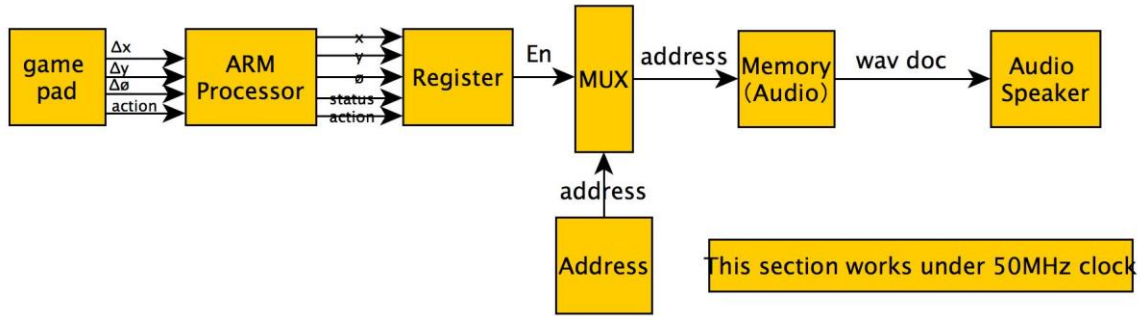 game
pad
Δx
Δy
Δø
action
ARM
Processor
x
y
ø
status
action
Register
En
MUX
address
Memory
(Audio)
wav doc
Audio
Speaker
address
Address
This section works under 50MHz clock